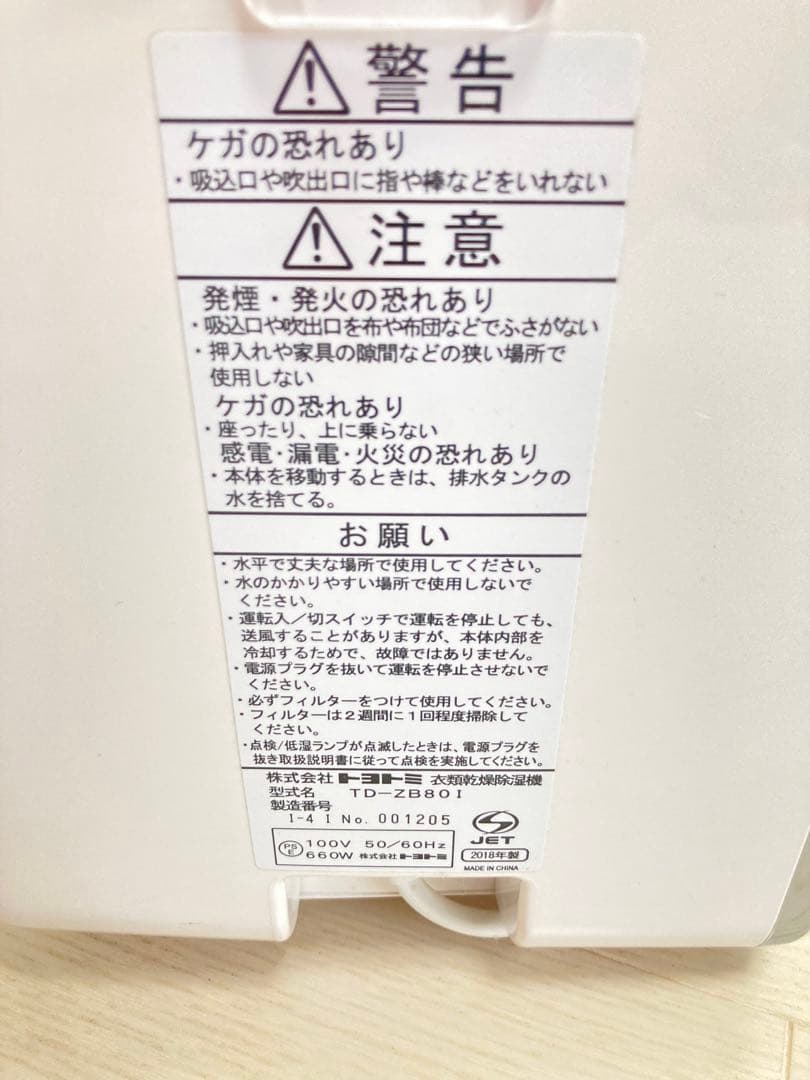 警告
ケガの恐れあり
・吸込口や吹出口に指や棒などをいれない
注意
発煙・発火の恐れあり
・吸込口や吹出口を布や布団などでふさがない
・押入れや家具の隙間などの狭い場所で
使用しない
ケガの恐れあり
・座ったり、上に乗らない
感電・漏電・火災の恐れあり
・本体を移動するときは、排水タンクの
水を捨てる。
お願い
・水平で丈夫な場所で使用してください。
・水のかかりやすい場所で使用しないで
ください。
・運転入／切スイッチで運転を停止しても、
送風することがありますが、本体内部を
冷却するためで、故障ではありません。
・電源プラグを抜いて運転を停止させないで
ください。
・必ずフィルターをつけて使用してください。
・フィルターは2週間に1回程度掃除して
ください。
・点検/低湿ランプが点滅したときは、電源プラグを
抜き取扱説明書に従って点検を実施してください。
株式会社 トヨトミ 衣類乾燥除湿機
型式名 TD-ZB80I
製造番号
I-4 I No. 001205
PSE 100V 50/60Hz
660W 株式会社 トヨトミ
JET
2018年製
MADE IN CHINA